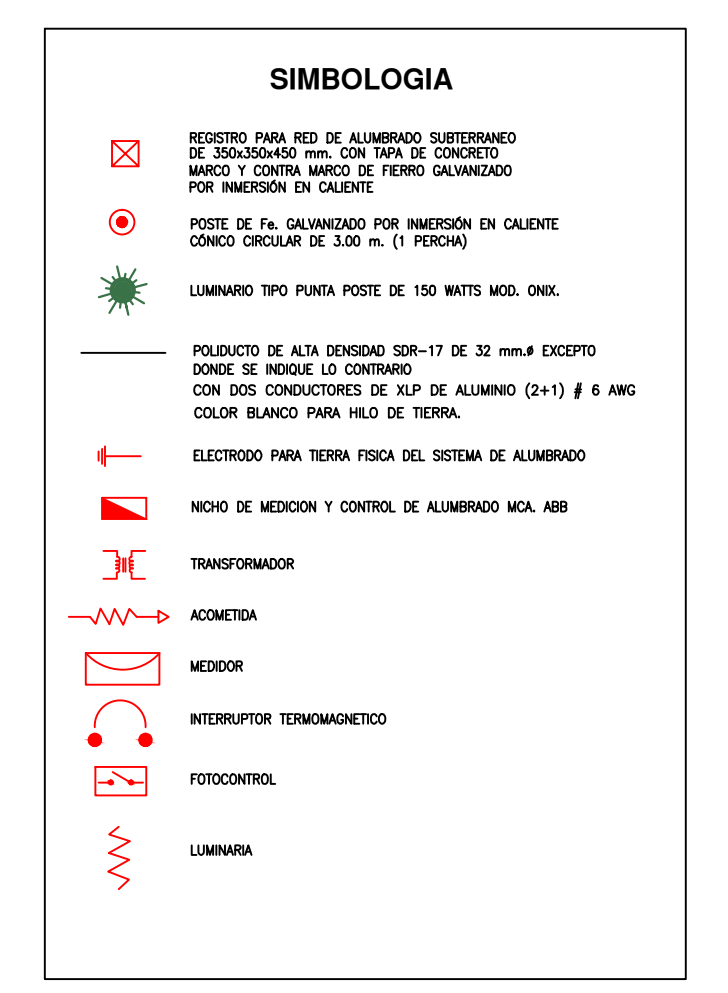 SIMBOLOGIA
REGISTRO PARA RED DE ALUMBRADO SUBTERRANEO
DE 350x350x450 mm. CON TAPA DE CONCRETO
MARCO Y CONTRA MARCO DE FIERRO GALVANIZADO
POR INMERSIÓN EN CALIENTE
POSTE DE Fe. GALVANIZADO POR INMERSIÓN EN CALIENTE
CÓNICO CIRCULAR DE 3.00 m. (1 PERCHA)
LUMINARIO TIPO PUNTA POSTE DE 150 WATTS MOD. ONIX.
POLIDUCTO DE ALTA DENSIDAD SDR-17 DE 32 mm.ø EXCEPTO
DONDE SE INDIQUE LO CONTRARIO
CON DOS CONDUCTORES DE XLP DE ALUMINIO (2+1) # 6 AWG
COLOR BLANCO PARA HILO DE TIERRA.
ELECTRODO PARA TIERRA FISICA DEL SISTEMA DE ALUMBRADO
NICHO DE MEDICION Y CONTROL DE ALUMBRADO MCA. ABB
TRANSFORMADOR
ACOMETIDA
MEDIDOR
INTERRUPTOR TERMOMAGNETICO
FOTOCONTROL
LUMINARIA